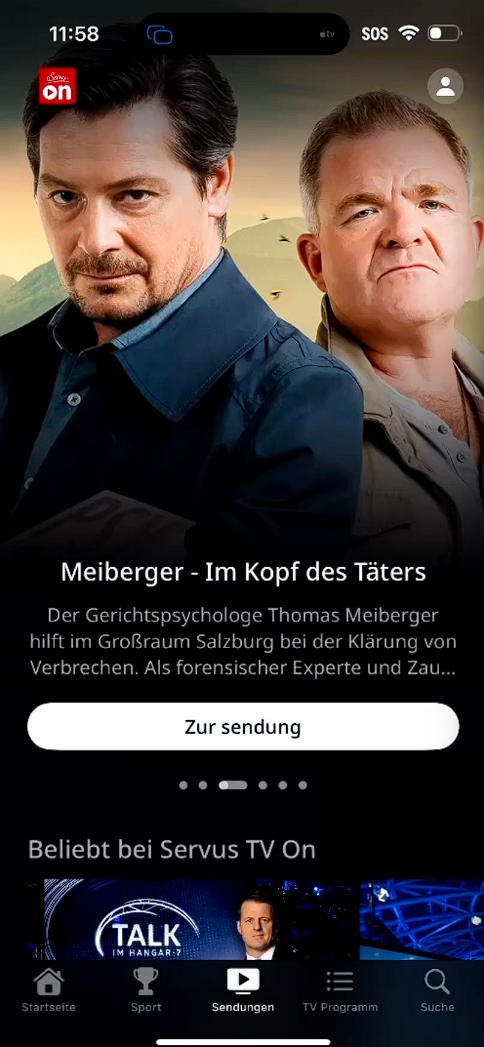 11:58
tv
SOS
Servus
on
Meiberger - Im Kopf des Täters
Der Gerichtspsychologe Thomas Meiberger
hilft im Großraum Salzburg bei der Klärung von
Verbrechen. Als forensischer Experte und Zau...
Zur sendung
Beliebt bei Servus TV On
TALK
IM HANGAR-7
Startseite
Sport
Sendungen
TV Programm
Suche